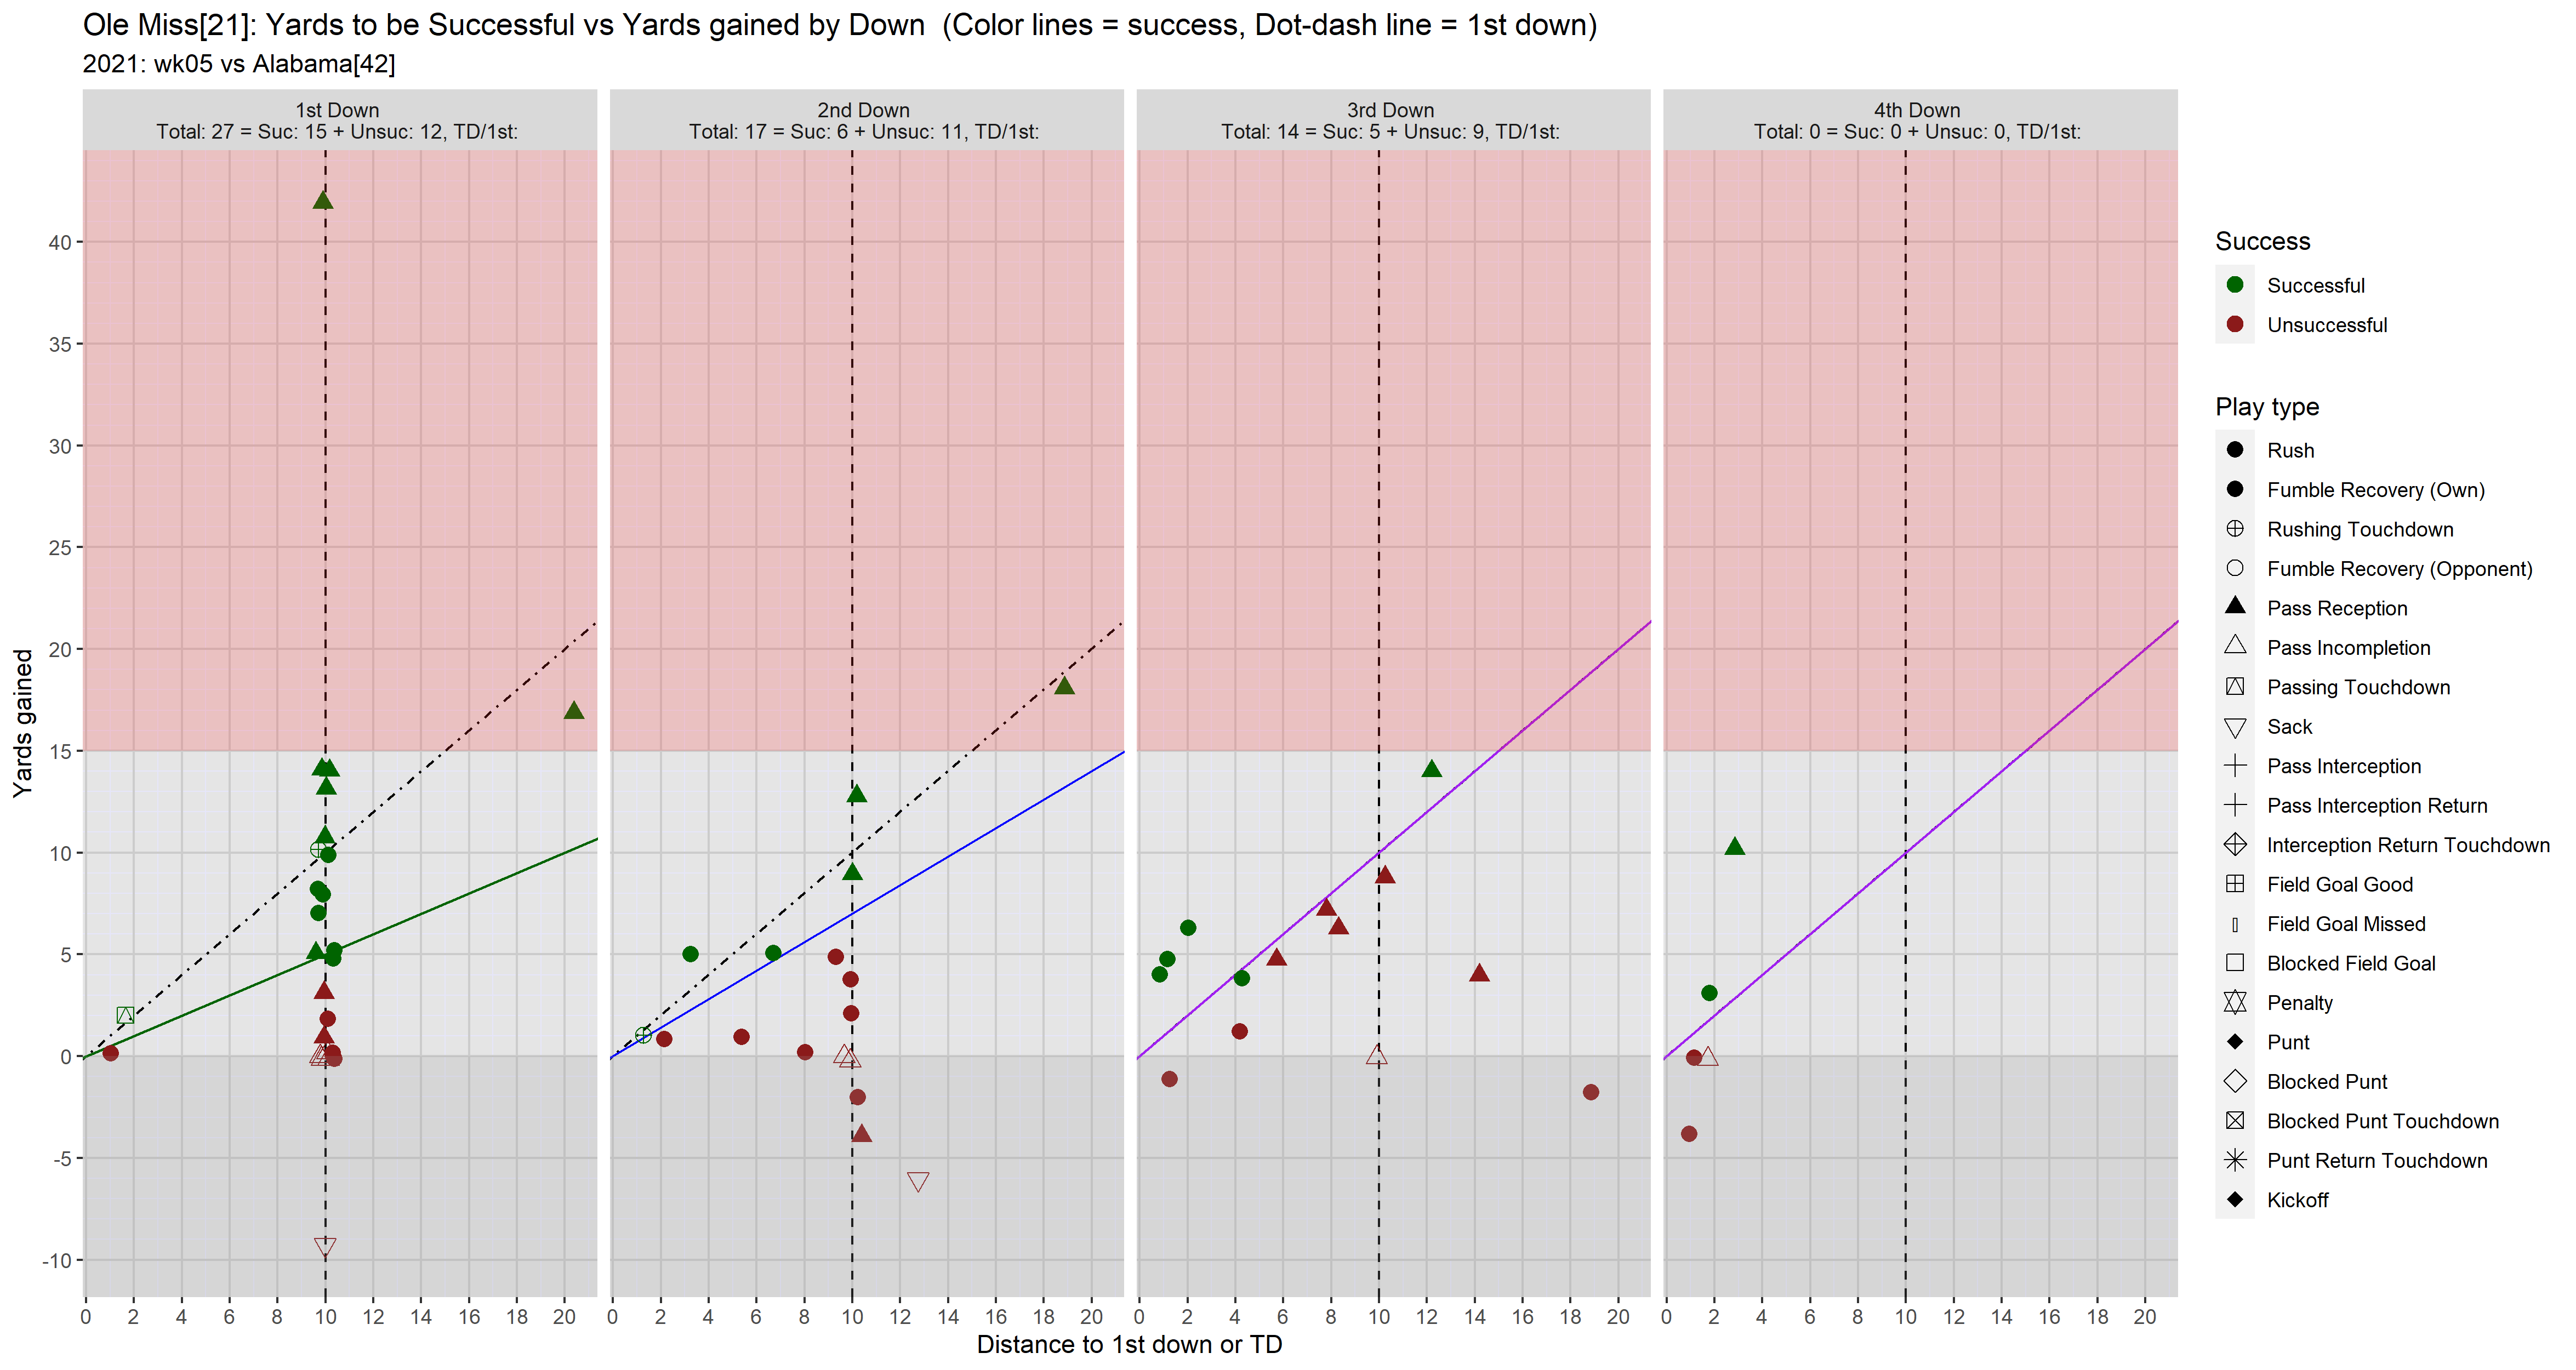 Ole Miss[21]: Yards to be Successful vs Yards gained by Down  (Color lines = success, Dot-dash line = 1st down)
2021: wk05 vs Alabama[42]
1st Down
Total: 27 = Suc: 15 + Unsuc: 12, TD/1st:
2nd Down
Total: 17 = Suc: 6 + Unsuc: 11, TD/1st:
3rd Down
Total: 14 = Suc: 5 + Unsuc: 9, TD/1st:
4th Down
Total: 0 = Suc: 0 + Unsuc: 0, TD/1st:
Yards gained
40
35
30
25
20
15
10
5
0
-5
-10
0 2 4 6 8 10 12 14 16 18 20
0 2 4 6 8 10 12 14 16 18 20
0 2 4 6 8 10 12 14 16 18 20
0 2 4 6 8 10 12 14 16 18 20
Distance to 1st down or TD
Success
Successful
Unsuccessful
Play type
Rush
Fumble Recovery (Own)
Rushing Touchdown
Fumble Recovery (Opponent)
Pass Reception
Pass Incompletion
Passing Touchdown
Sack
Pass Interception
Pass Interception Return
Interception Return Touchdown
Field Goal Good
Field Goal Missed
Blocked Field Goal
Penalty
Punt
Blocked Punt
Blocked Punt Touchdown
Punt Return Touchdown
Kickoff